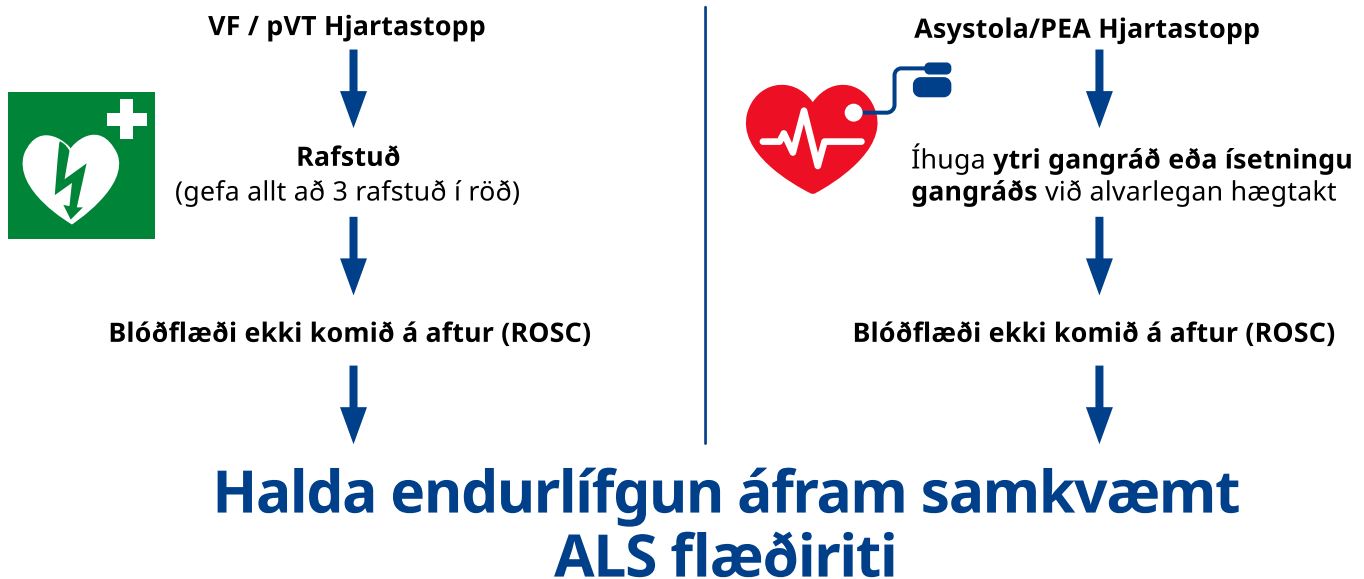 VF / pVT Hjartastopp
Rafstuð
(gefa allt að 3 rafstuð í röð)
Blóðflæði ekki komið á aftur (ROSC)
Asystola/PEA Hjartastopp
Íhuga ytri gangráð eða ísetningu
gangráðs við alvarlegan hægtakt
Blóðflæði ekki komið á aftur (ROSC)
Halda endurlífgun áfram samkvæmt
ALS flæðiriti